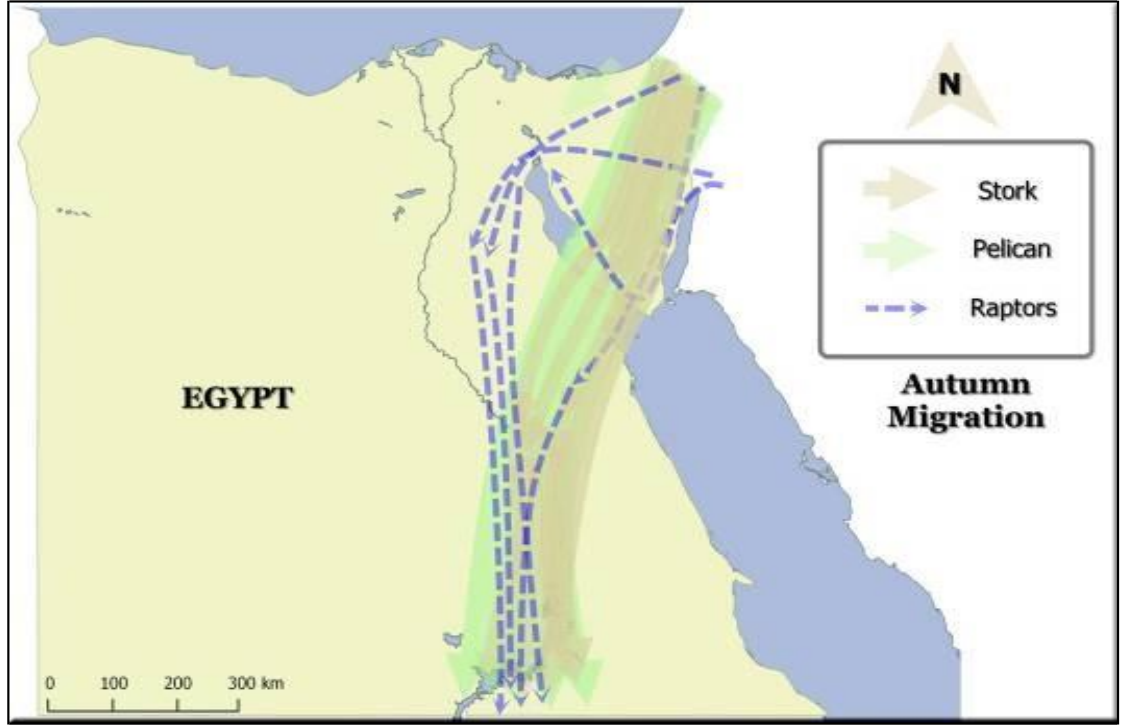 N
Stork
Pelican
Raptors
EGYPT
Autumn
Migration
0 100 200 300 km